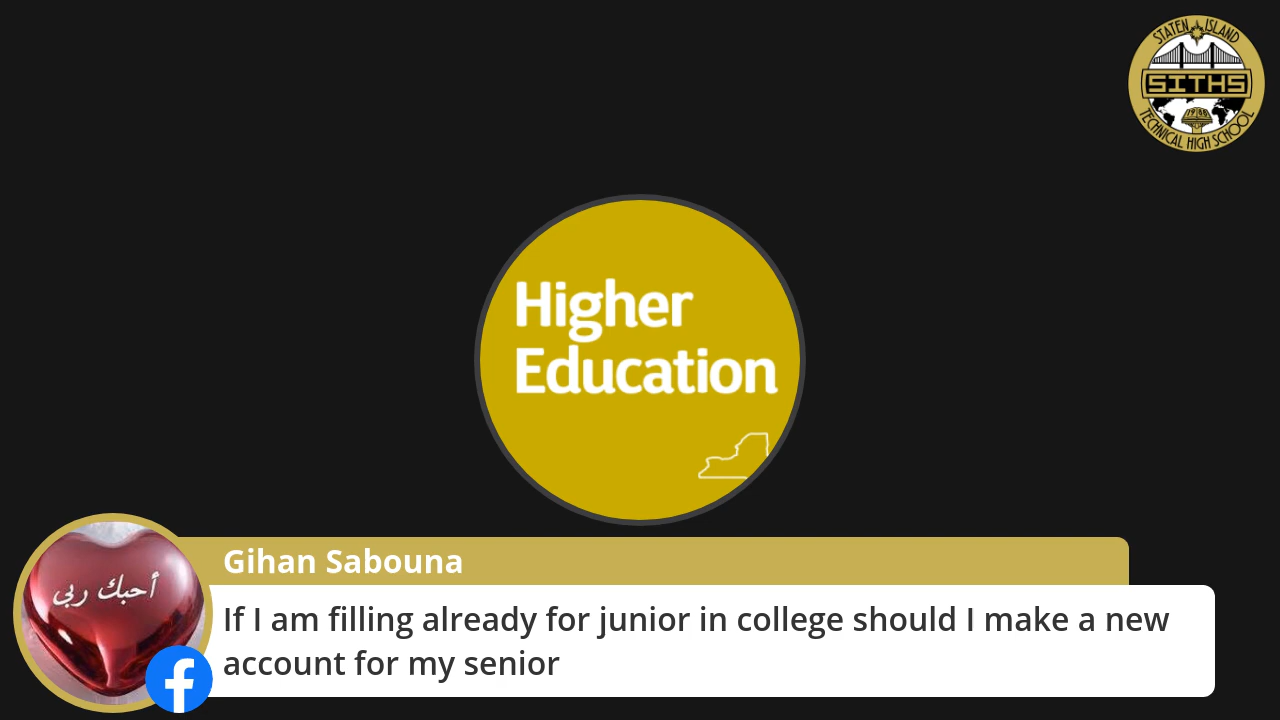 STATEN ISLAND
SITHS
TECHNICAL HIGH SCHOOL
Higher
Education
أحبك ربى
Gihan Sabouna
If I am filling already for junior in college should I make a new
account for my senior